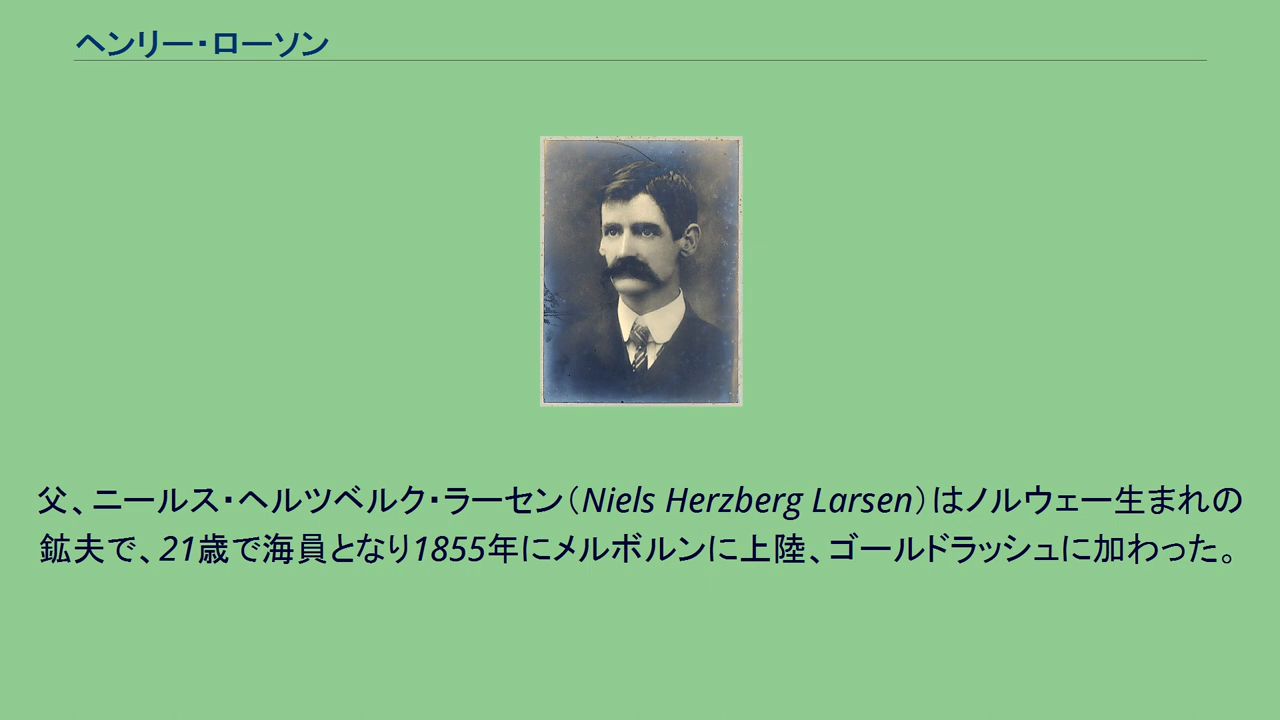 ヘンリー・ローソン
父、ニールス・ヘルツベルク・ラーセン（Niels Herzberg Larsen）はノルウェー生まれの
鉱夫で、21歳で海員となり1855年にメルボルンに上陸、ゴールドラッシュに加わった。